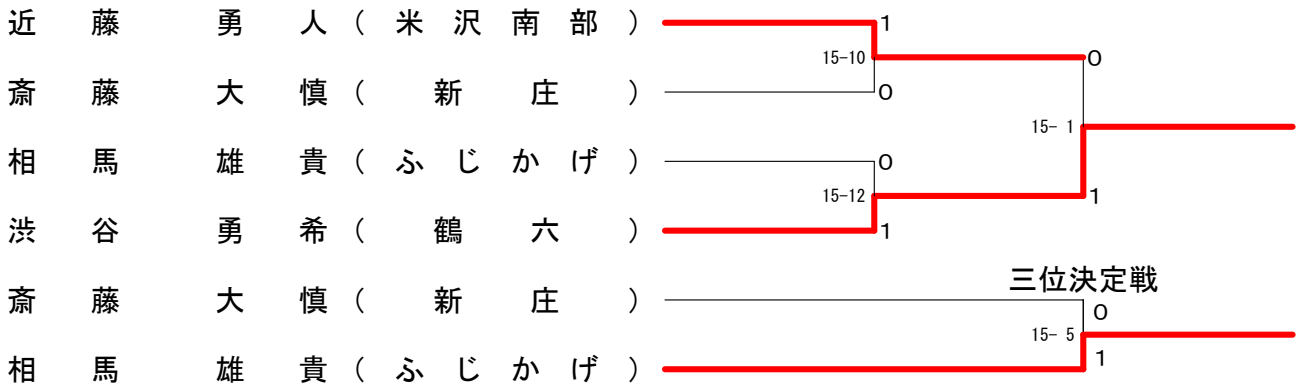 近藤 勇人(米沢南部) 1
15-10 0
斎藤 大慎(新庄) 0
15- 1
相馬 雄貴(ふじかげ) 0
15-12 1
渋谷 勇希(鶴六) 1
三位決定戦
斎藤 大慎(新庄) 0
15- 5
相馬 雄貴(ふじかげ) 1